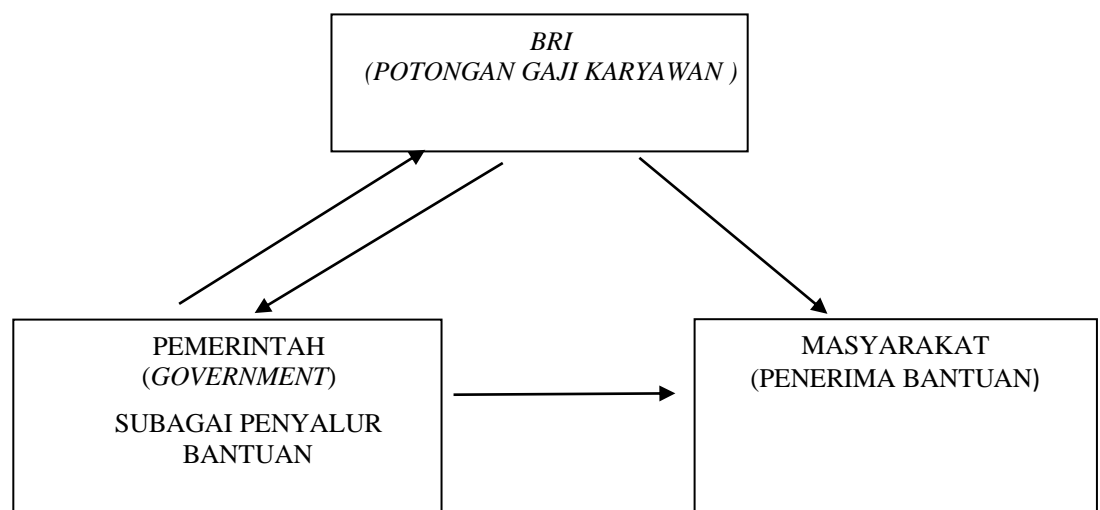 BRI
(POTONGAN GAJI KARYAWAN )
PEMERINTAH
(GOVERNMENT)
SUBAGAI PENYALUR
BANTUAN
MASYARAKAT
(PENERIMA BANTUAN)